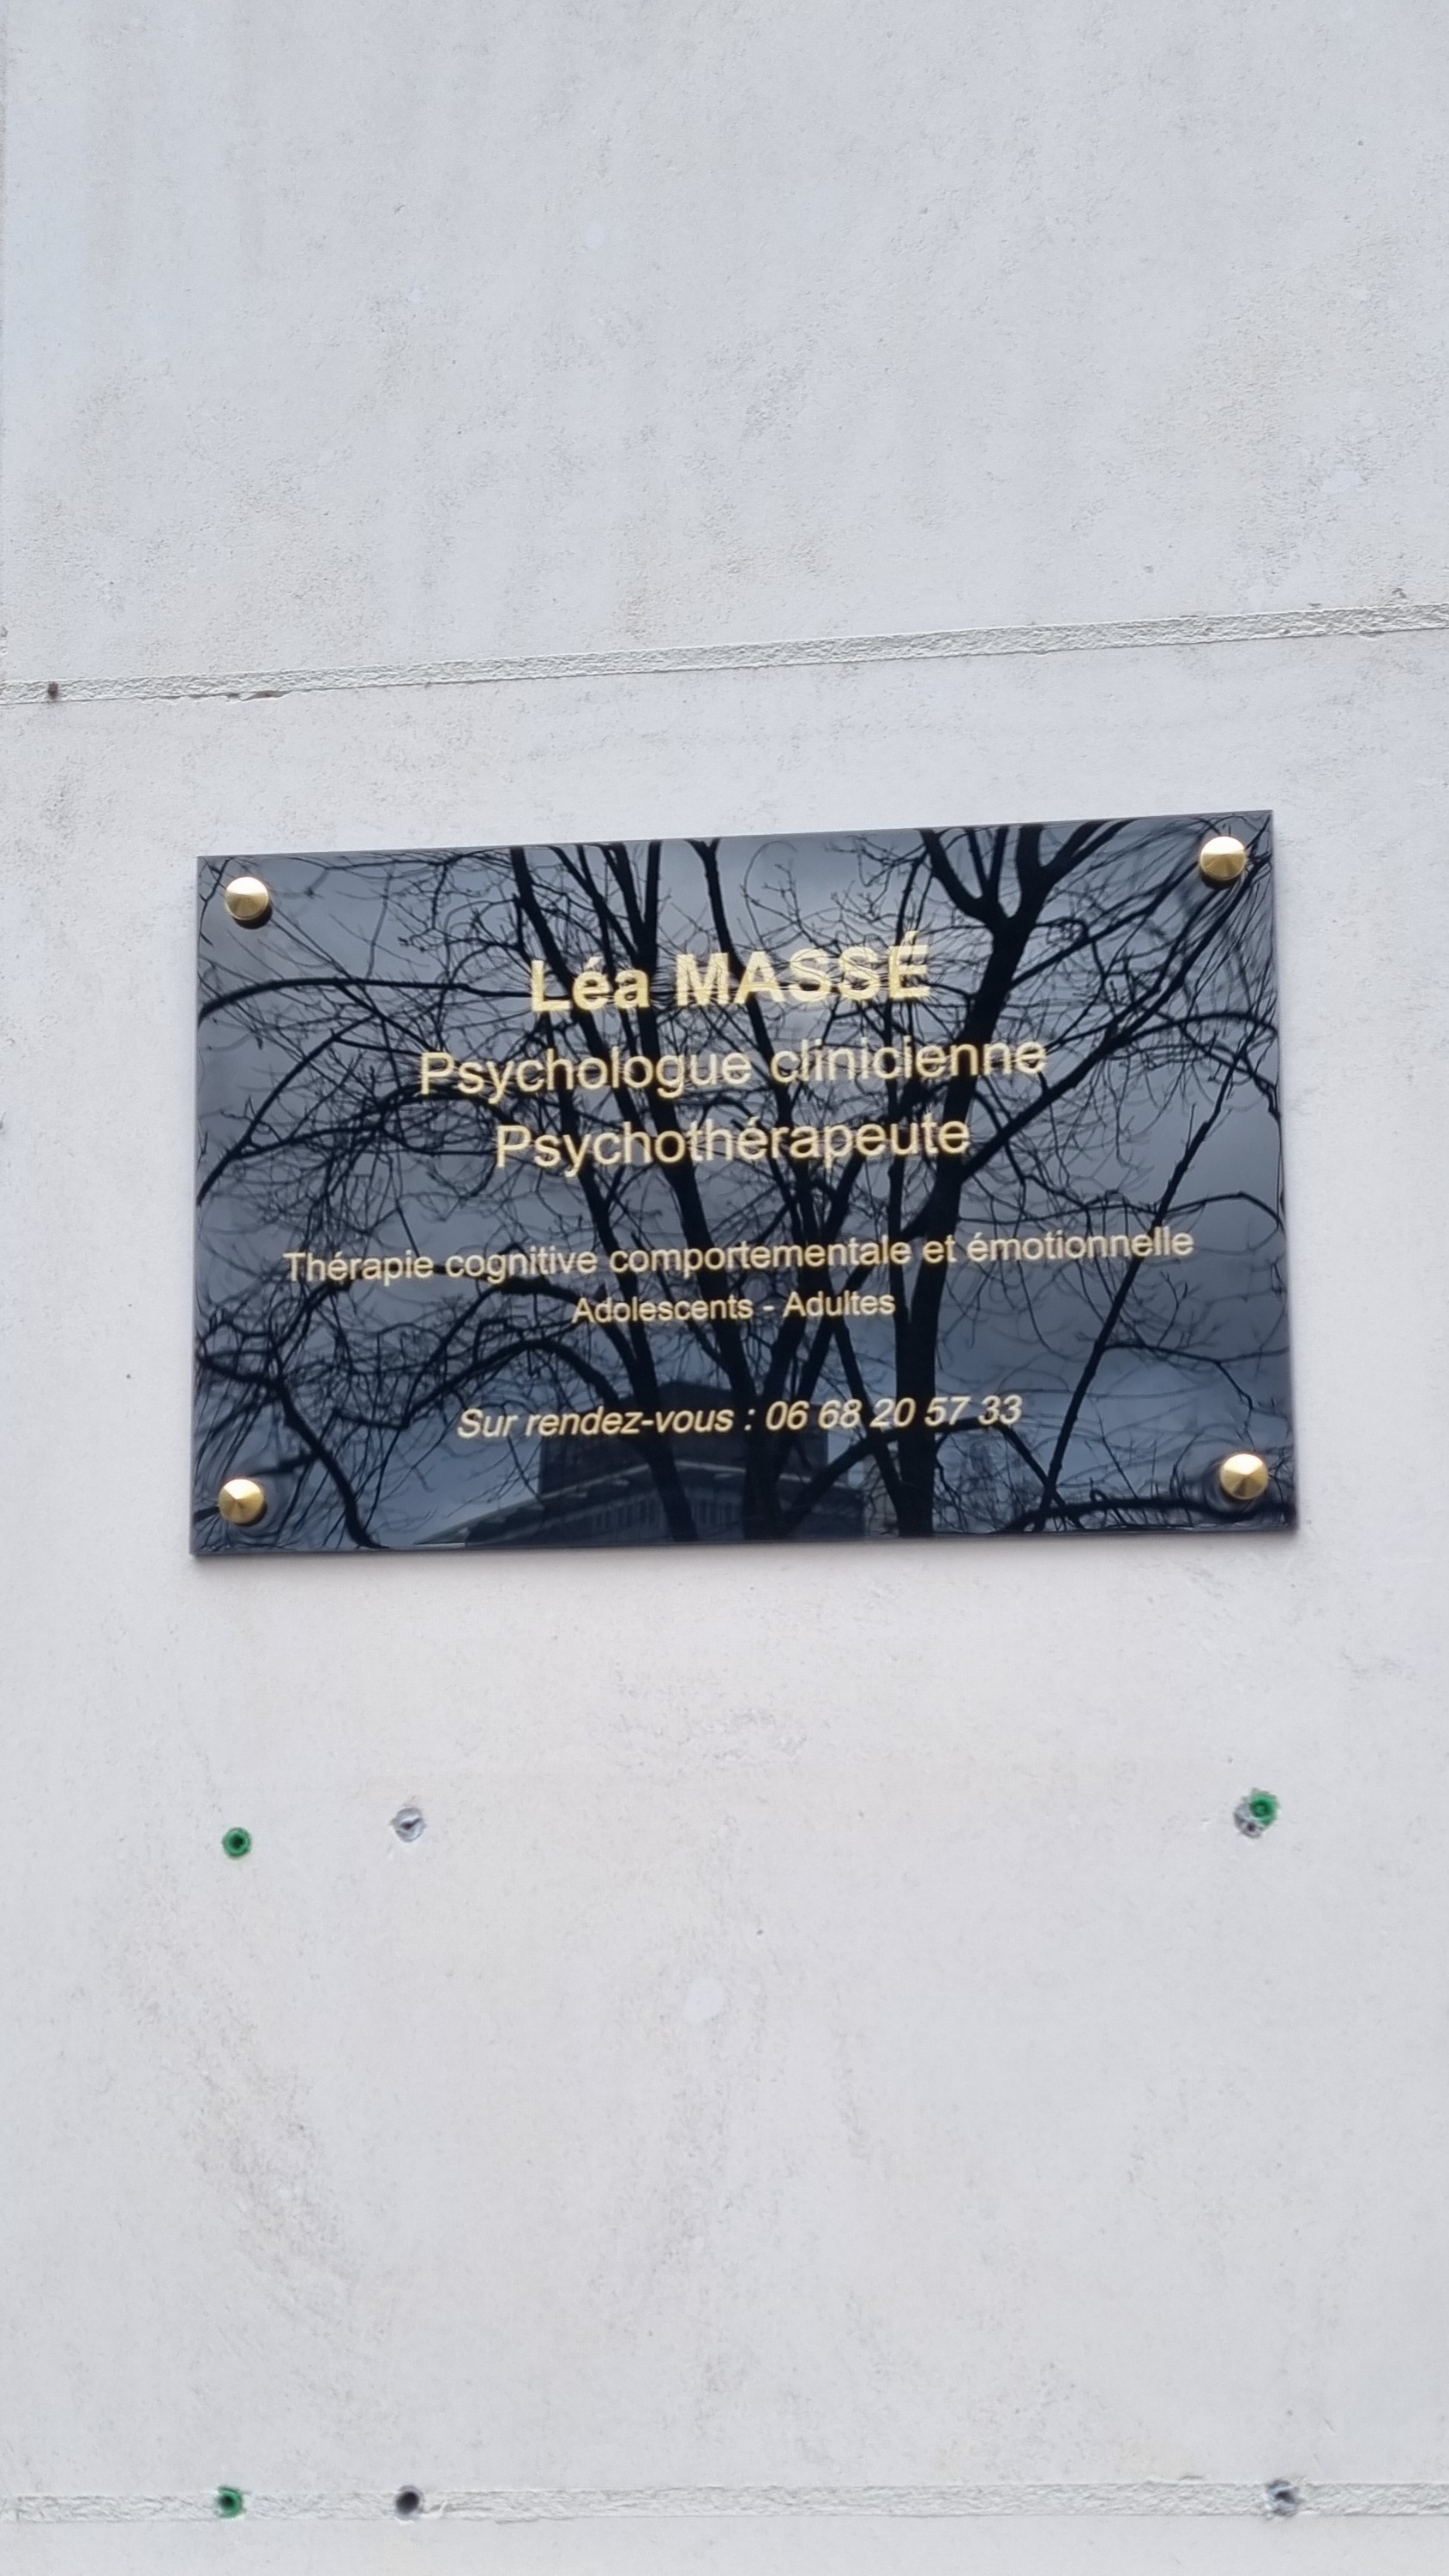 Léa MASSÉ
Psychologue clinicienne
Psychothérapeute
Thérapie cognitive comportementale et émotionnelle
Adolescents - Adultes
Sur rendez-vous : 06 68 20 57 33